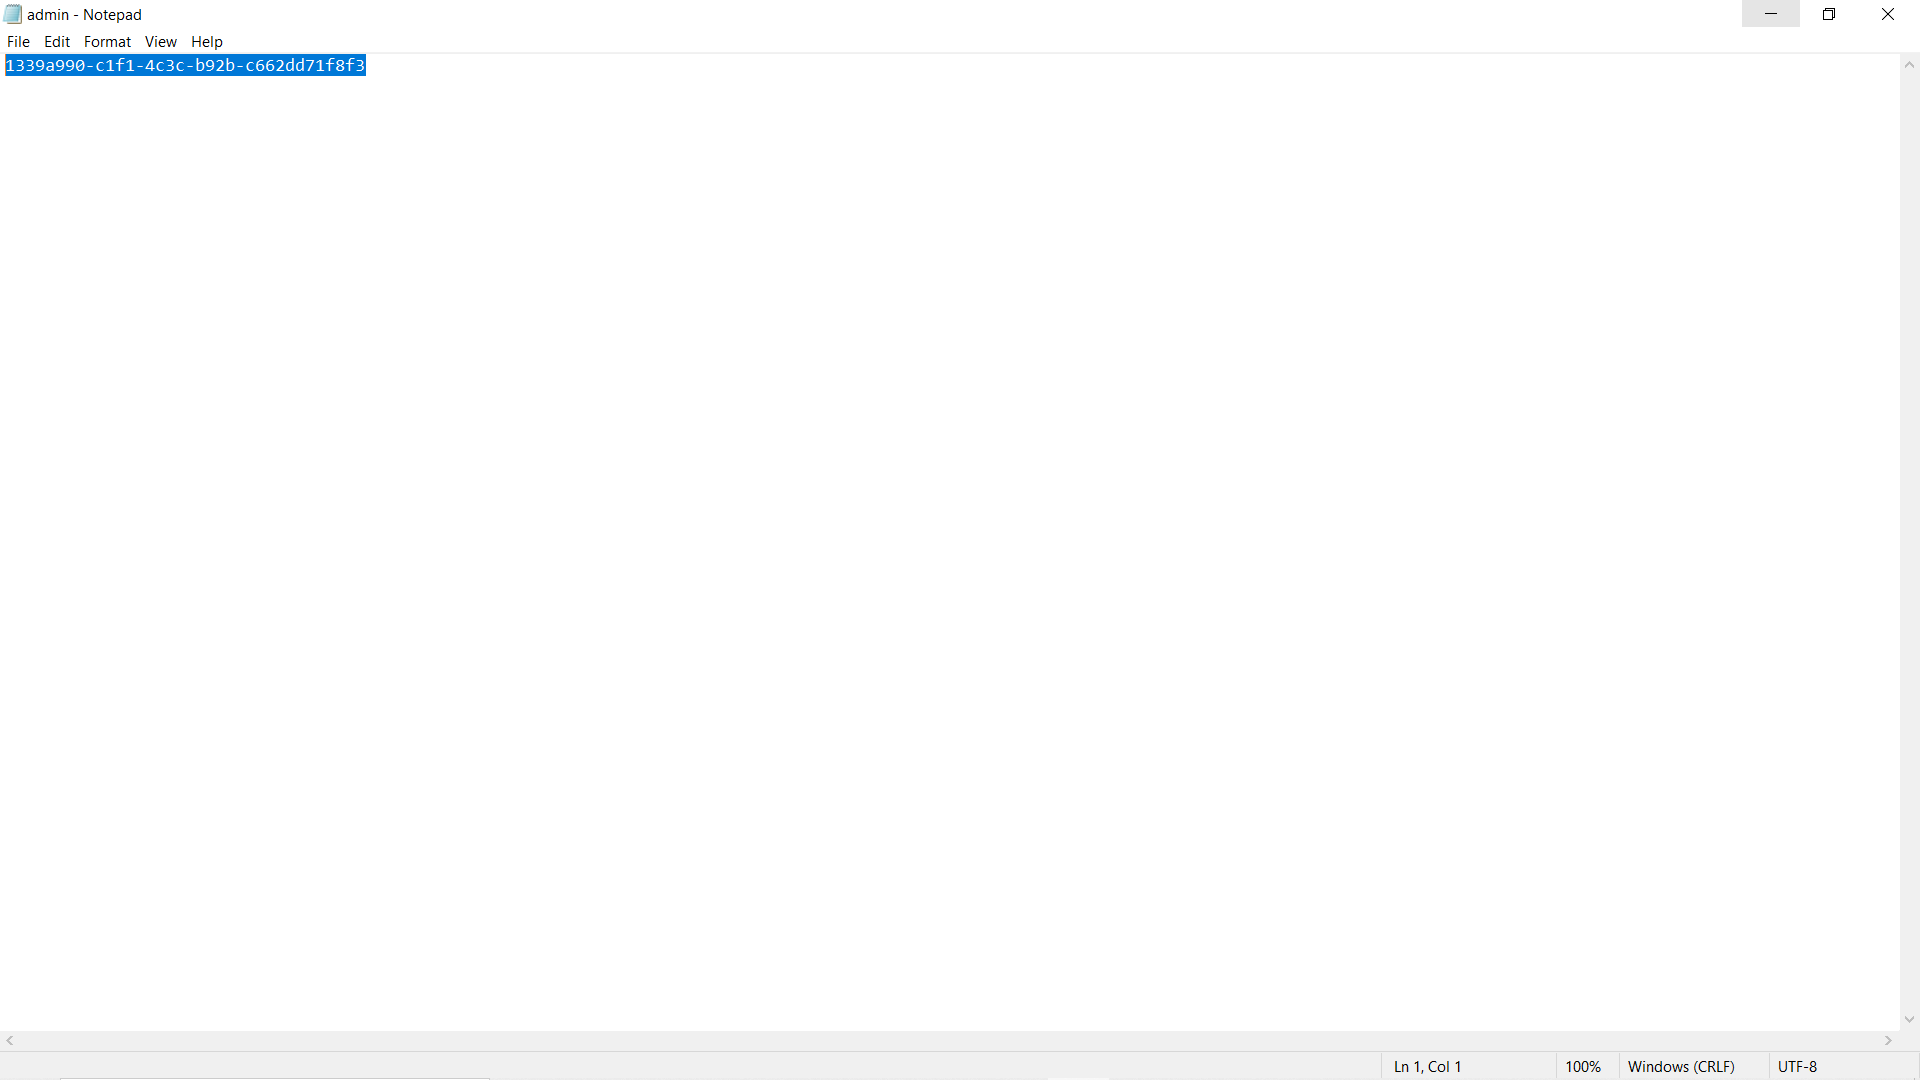 admin - Notepad
File Edit Format View Help
1339a990-c1f1-4c3c-b92b-c662dd71f8f3
Ln 1, Col 1 100% Windows (CRLF) UTF-8